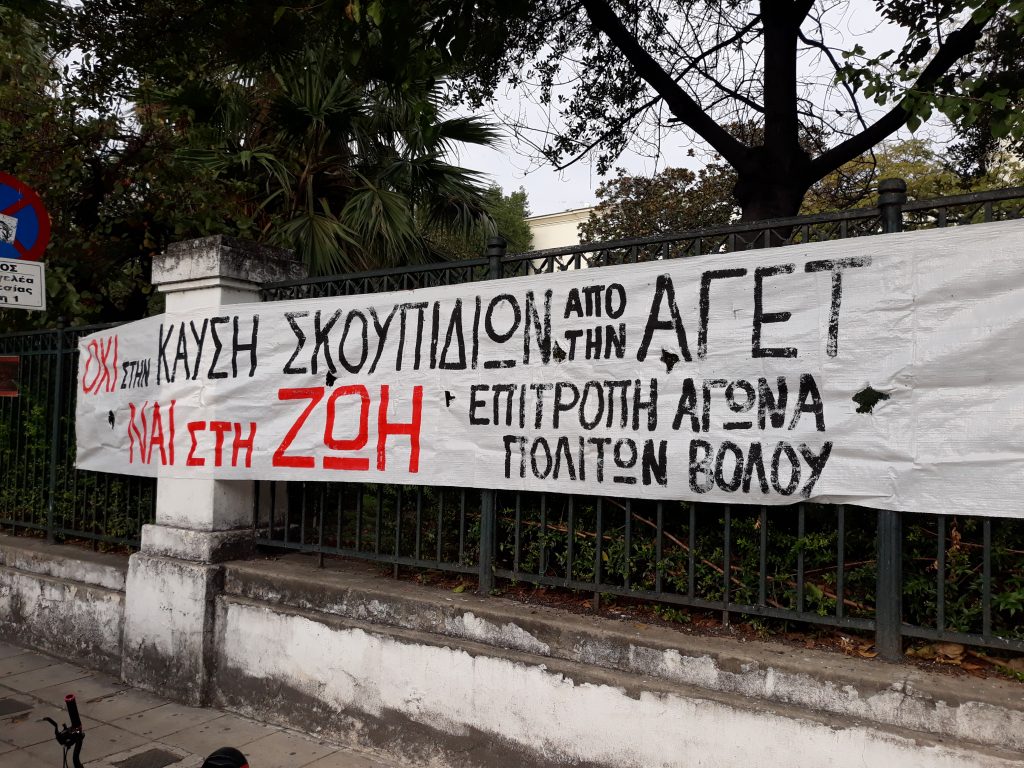 ΟΧΙ ΣΤΗΝ ΚΑΥΣΗ ΣΚΟΥΠΙΔΙΩΝ ΑΠΟ ΤΗΝ ΑΓΕΤ
ΝΑΙ ΣΤΗ ΖΩΗ
ΕΠΙΤΡΟΠΗ ΑΓΩΝΑ
ΠΟΛΙΤΩΝ ΒΟΛΟΥ